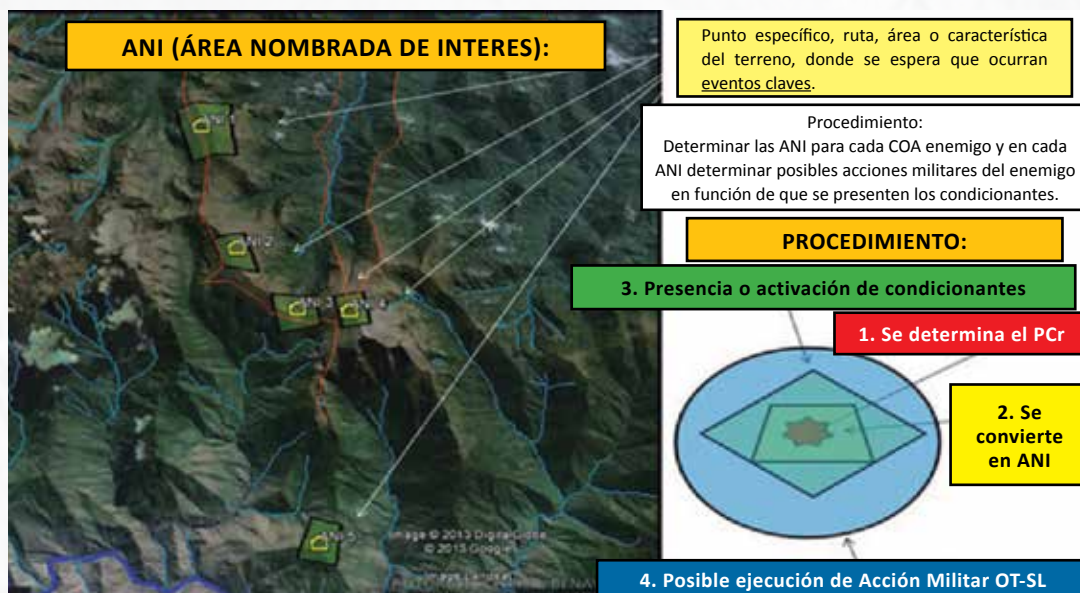 ANI (ÁREA NOMBRADA DE INTERES):
Punto específico, ruta, área o característica
del terreno, donde se espera que ocurran
eventos claves.
Procedimiento:
Determinar las ANI para cada COA enemigo y en cada
ANI determinar posibles acciones militares del enemigo
en función de que se presenten los condicionantes.
PROCEDIMIENTO:
3. Presencia o activación de condicionantes
1. Se determina el PCr
2. Se
convierte
en ANI
4. Posible ejecución de Acción Militar OT-SL
ANI 1
ANI 2
ANI 3
ANI 4
ANI 5
Image © 2013 DigitalGlobe
© 2013 Google